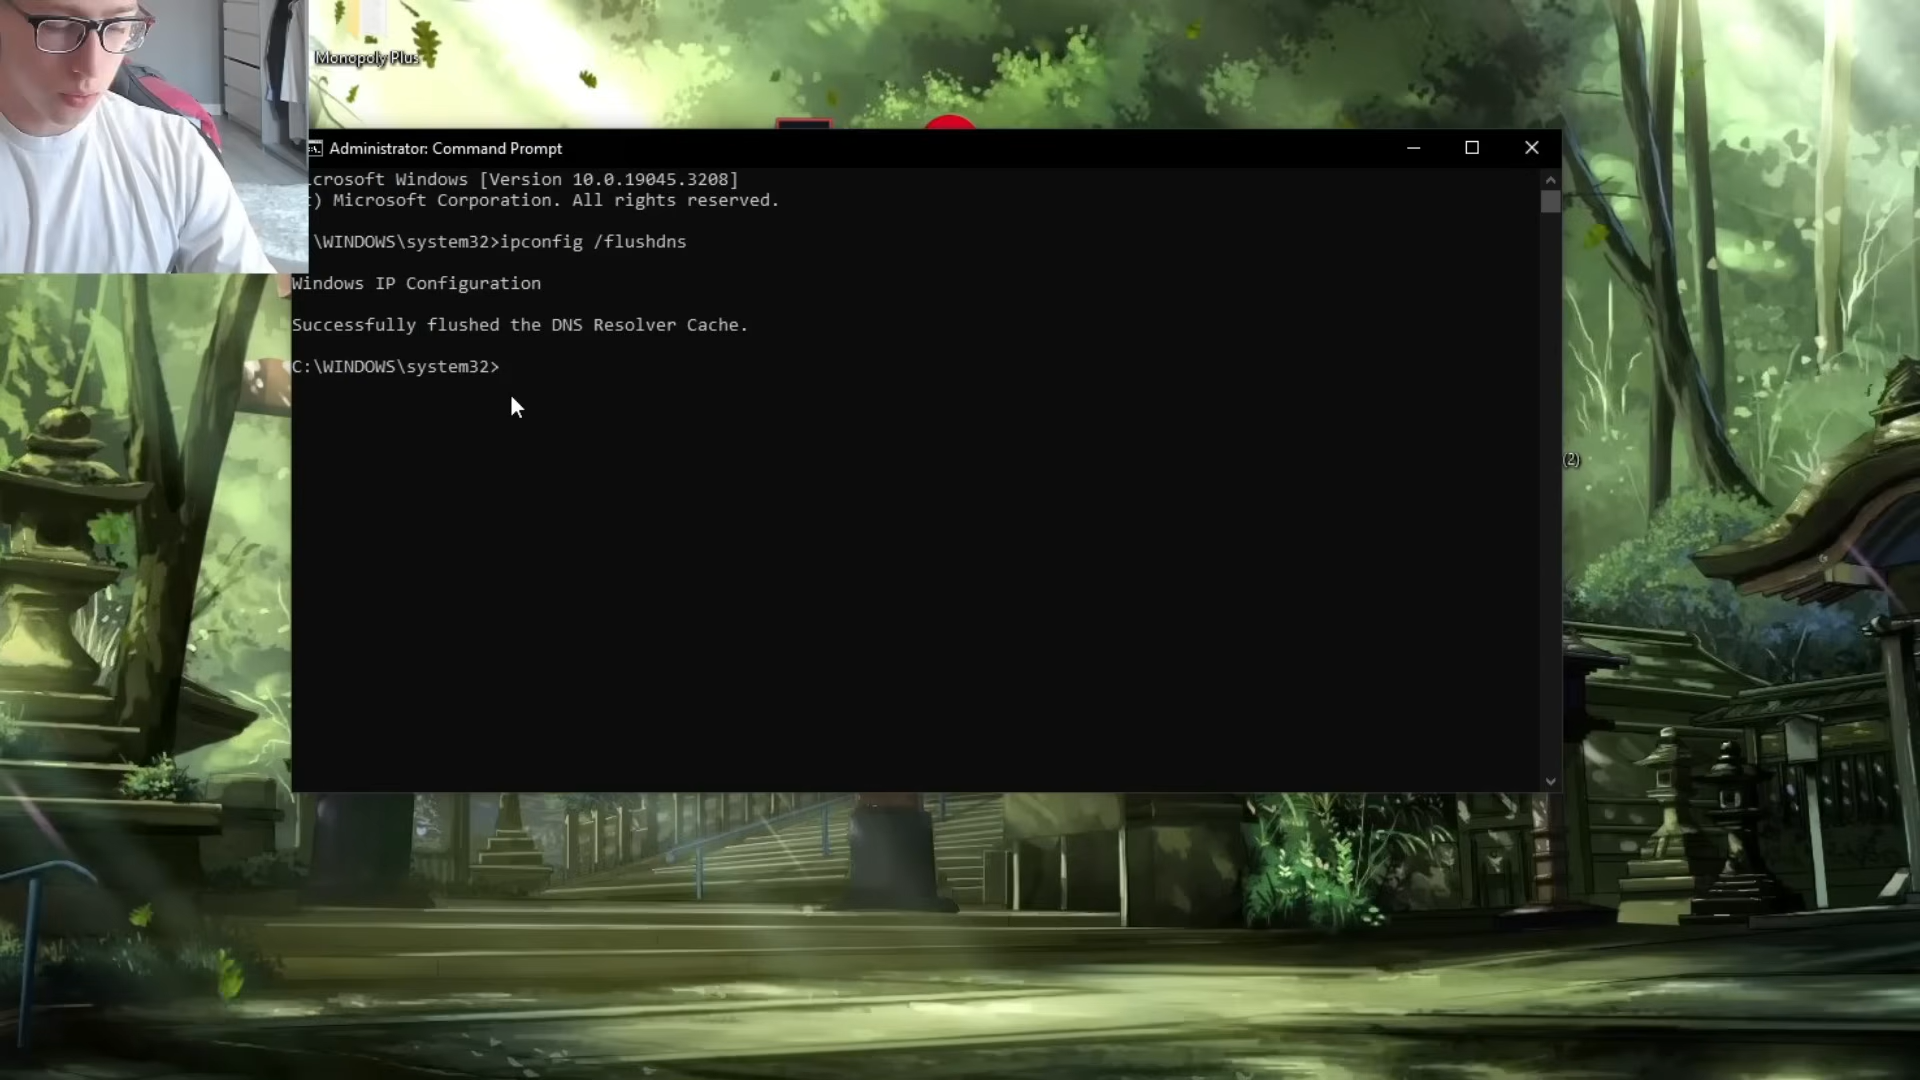 Monopoly Plus
Administrator: Command Prompt
crosoft Windows [Version 10.0.19045.3208]
) Microsoft Corporation. All rights reserved.
\WINDOWS\system32>ipconfig /flushdns
Windows IP Configuration
Successfully flushed the DNS Resolver Cache.
C:\WINDOWS\system32>
(2)